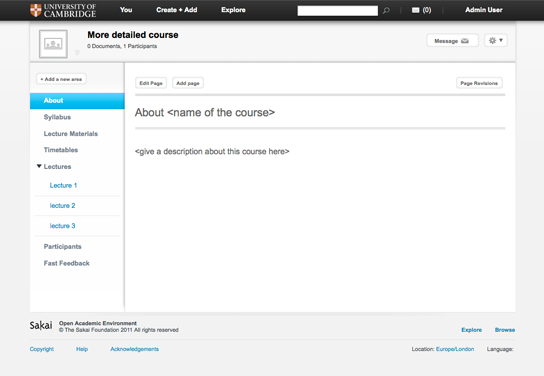 UNIVERSITY OF
CAMBRIDGE
You
Create + Add
Explore
(0)
Admin User
More detailed course
0 Documents, 1 Participants
Message
+ Add a new area
About
Syllabus
Lecture Materials
Timetables
Lectures
Lecture 1
lecture 2
lecture 3
Participants
Fast Feedback
Edit Page
Add page
Page Revisions
About <name of the course>
<give a description about this course here>
Sakai
Open Academic Environment
© The Sakai Foundation 2011 All rights reserved
Explore
Browse
Copyright
Help
Acknowledgements
Location: Europe/London
Language: